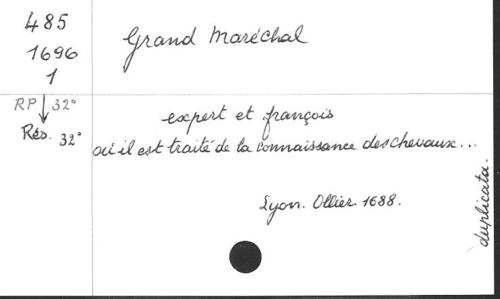 485
1696
1
RP 32°
Rés. 32°
Grand Maréchal
expert et françois
où il est traité de la connaissance des chevaux...
Lyon. Ollier. 1688.
duplicata.